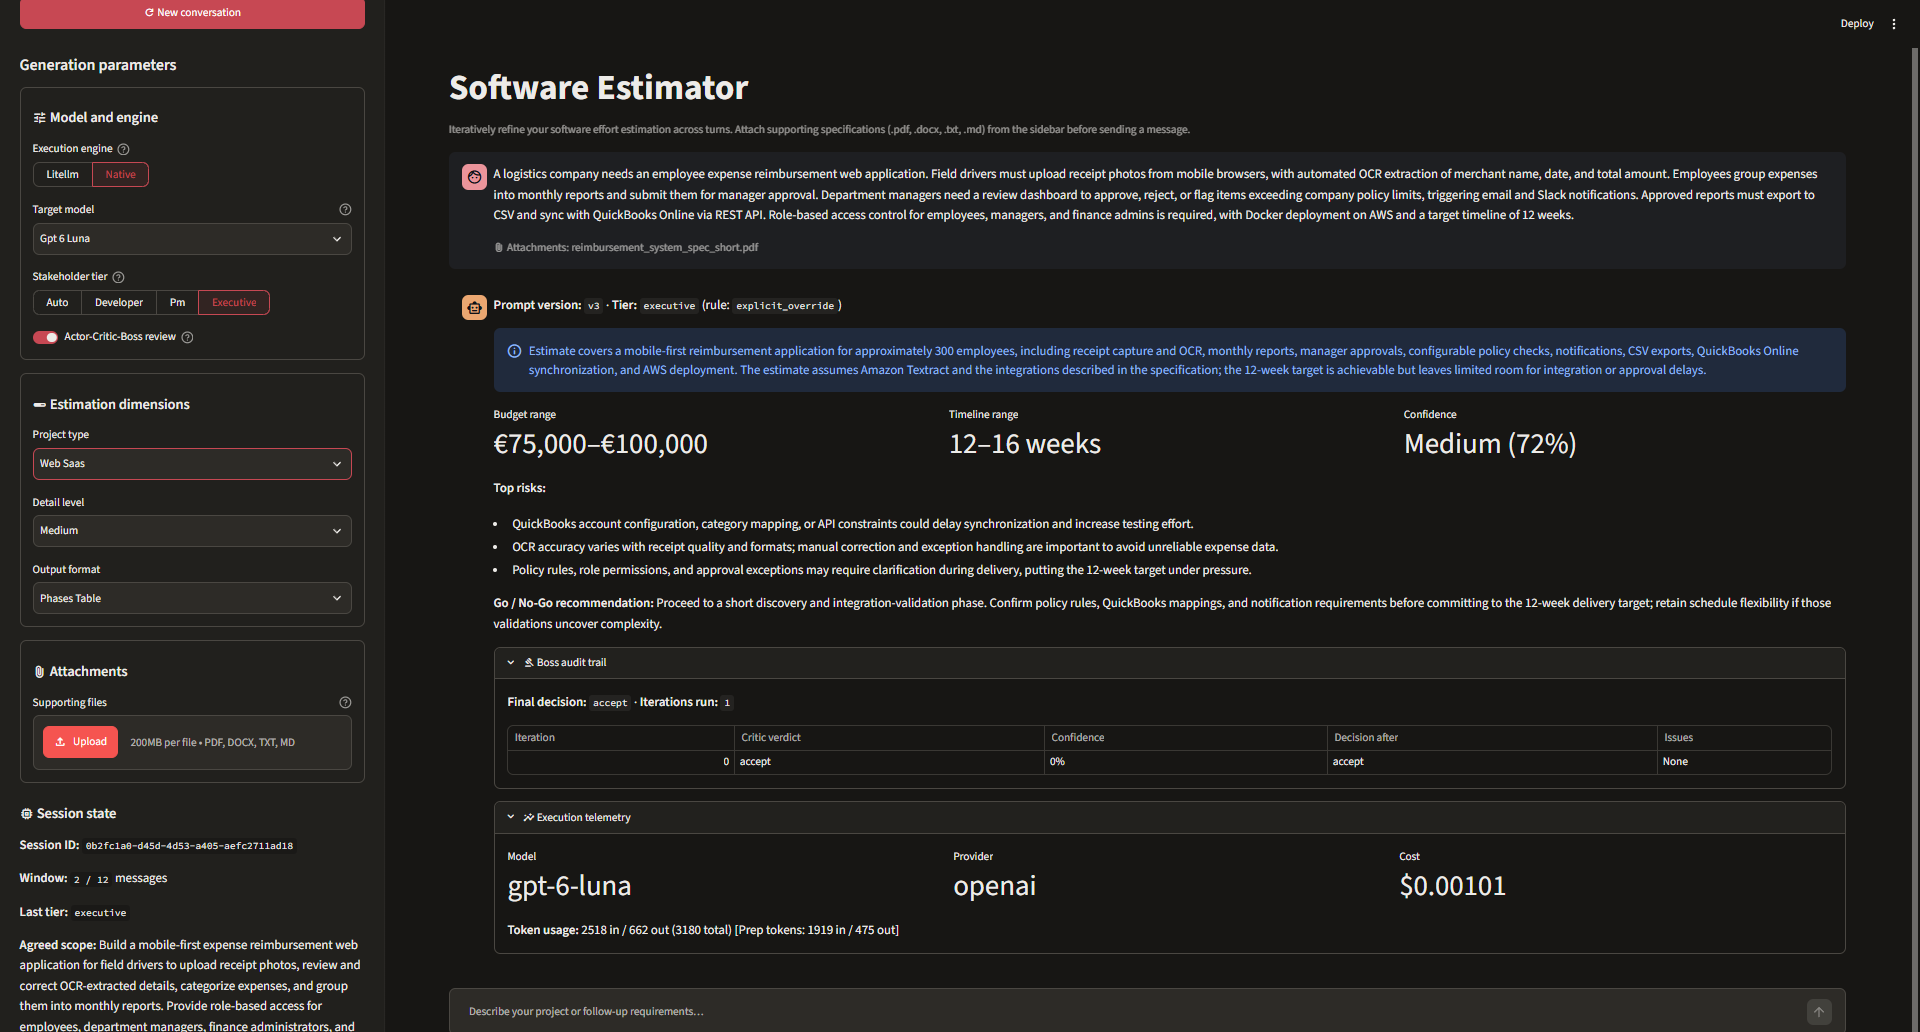 New conversation
Generation parameters
Model and engine
Execution engine
Litellm
Native
Target model
Gpt 6 Luna
Stakeholder tier
Auto
Developer
Pm
Executive
Actor-Critic-Boss review
Estimation dimensions
Project type
Web Saas
Detail level
Medium
Output format
Phases Table
Attachments
Supporting files
Upload
200MB per file • PDF, DOCX, TXT, MD
Session state
Session ID: 0b2fc1a0-d45d-4d53-a405-aefc2711ad18
Window: 2 / 12 messages
Last tier: executive
Agreed scope: Build a mobile-first expense reimbursement web
application for field drivers to upload receipt photos, review and
correct OCR-extracted details, categorize expenses, and group
them into monthly reports. Provide role-based access for
employees, department managers, finance administrators, and
Deploy
Software Estimator
Iteratively refine your software effort estimation across turns. Attach supporting specifications (.pdf, .docx, .txt, .md) from the sidebar before sending a message.
A logistics company needs an employee expense reimbursement web application. Field drivers must upload receipt photos from mobile browsers, with automated OCR extraction of merchant name, date, and total amount. Employees group expenses
into monthly reports and submit them for manager approval. Department managers need a review dashboard to approve, reject, or flag items exceeding company policy limits, triggering email and Slack notifications. Approved reports must export to
CSV and sync with QuickBooks Online via REST API. Role-based access control for employees, managers, and finance admins is required, with Docker deployment on AWS and a target timeline of 12 weeks.
Attachments: reimbursement_system_spec_short.pdf
Prompt version: v3 · Tier: executive (rule: explicit_override)
Estimate covers a mobile-first reimbursement application for approximately 300 employees, including receipt capture and OCR, monthly reports, manager approvals, configurable policy checks, notifications, CSV exports, QuickBooks Online
synchronization, and AWS deployment. The estimate assumes Amazon Textract and the integrations described in the specification; the 12-week target is achievable but leaves limited room for integration or approval delays.
Budget range
Timeline range
Confidence
€75,000–€100,000
12–16 weeks
Medium (72%)
Top risks:
• QuickBooks account configuration, category mapping, or API constraints could delay synchronization and increase testing effort.
• OCR accuracy varies with receipt quality and formats; manual correction and exception handling are important to avoid unreliable expense data.
• Policy rules, role permissions, and approval exceptions may require clarification during delivery, putting the 12-week target under pressure.
Go / No-Go recommendation: Proceed to a short discovery and integration-validation phase. Confirm policy rules, QuickBooks mappings, and notification requirements before committing to the 12-week delivery target; retain schedule flexibility if those
validations uncover complexity.
Boss audit trail
Final decision: accept · Iterations run: 1
Iteration
Critic verdict
Confidence
Decision after
Issues
0
accept
0%
accept
None
Execution telemetry
Model
Provider
Cost
gpt-6-luna
openai
$0.00101
Token usage: 2518 in / 662 out (3180 total) [Prep tokens: 1919 in / 475 out]
Describe your project or follow-up requirements…